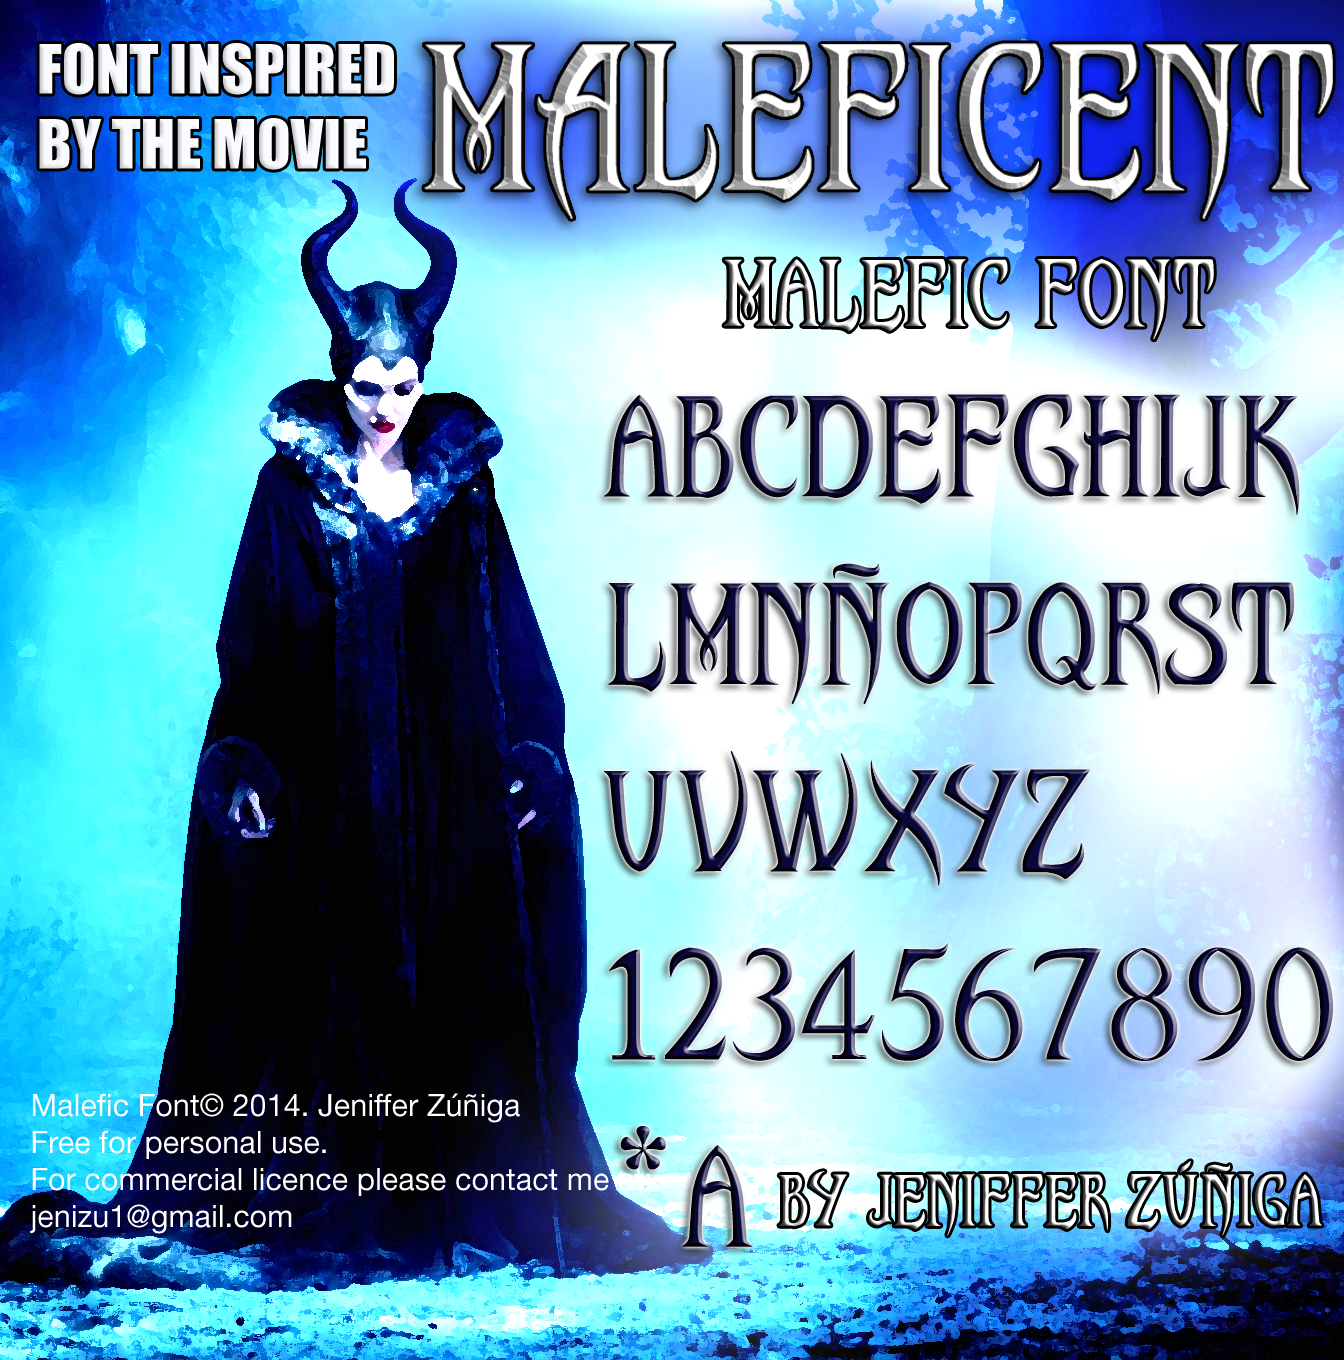 FONT INSPIRED
BY THE MOVIE
MALEFICENT
MALEFIC FONT
ABCDEFGHIJK
LMNÑOPQRST
UVWXYZ
1234567890
* A
BY JENIFFER ZÚÑIGA
Malefic Font© 2014. Jeniffer Zúñiga
Free for personal use.
For commercial licence please contact me
jenizu1@gmail.com